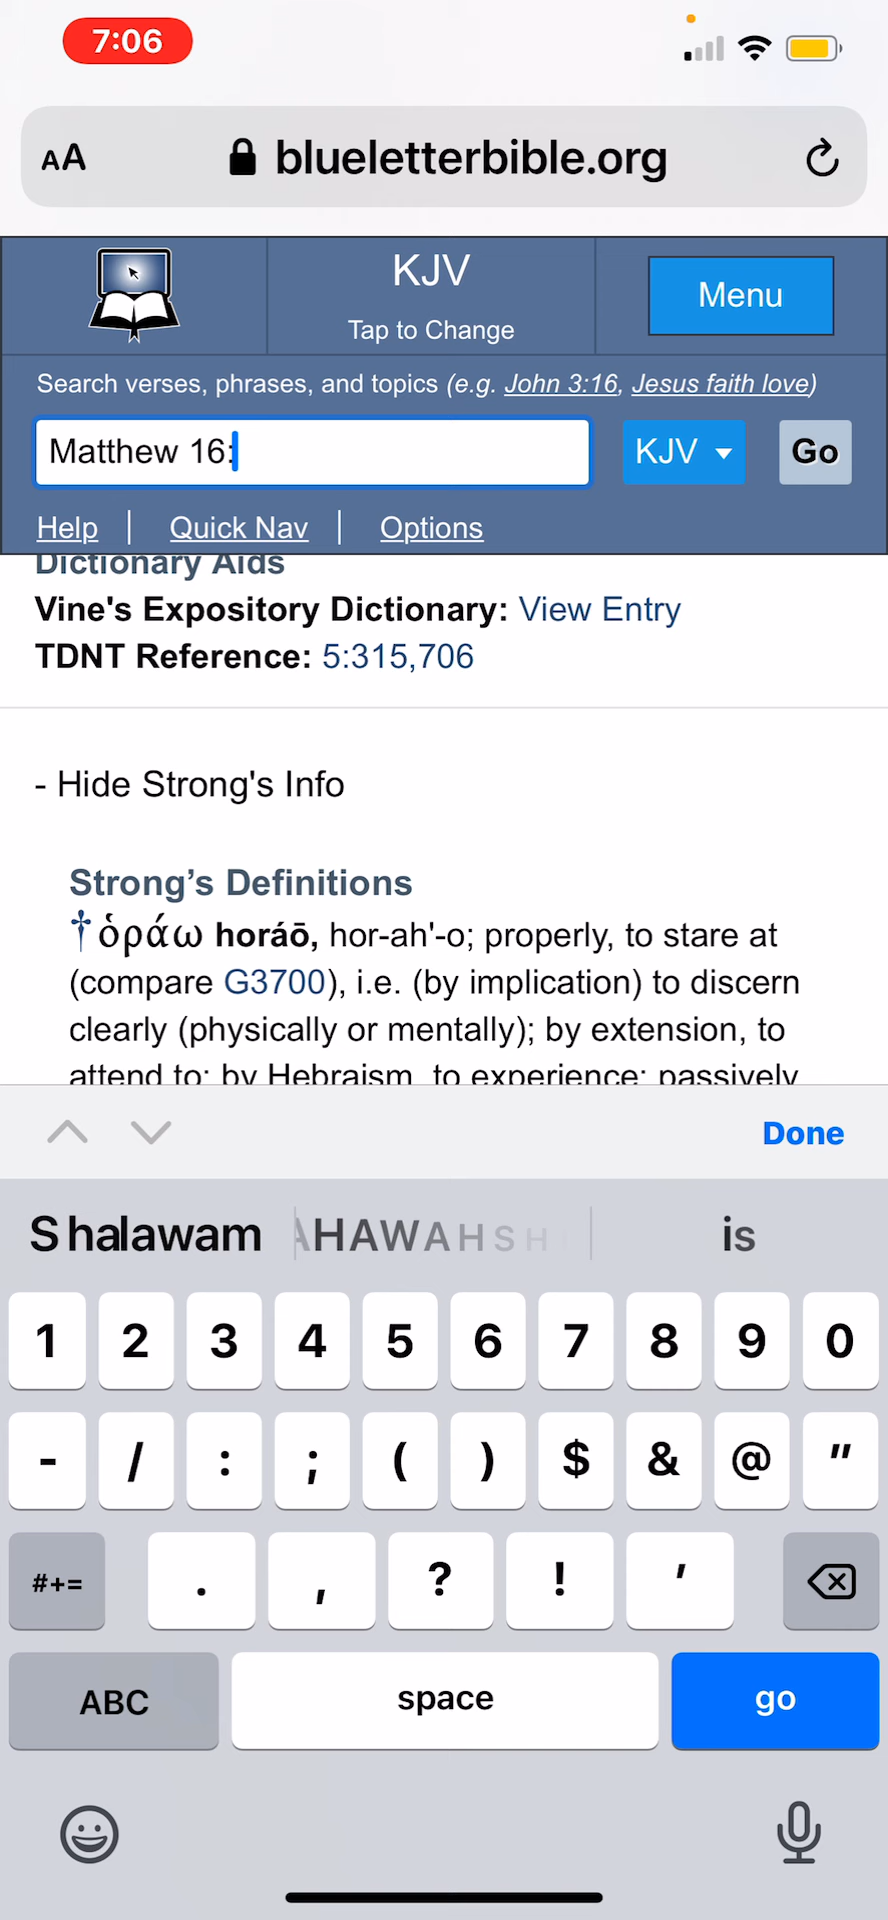 7:06
AA blueletterbible.org
KJV
Tap to Change
Menu
Search verses, phrases, and topics (e.g. John 3:16, Jesus faith love)
Matthew 16:
KJV
Go
Help | Quick Nav | Options
Dictionary Aids
Vine's Expository Dictionary: View Entry
TDNT Reference: 5:315,706
- Hide Strong's Info
Strong’s Definitions
†ὁράω horáō, hor-ah'-o; properly, to stare at
(compare G3700), i.e. (by implication) to discern
clearly (physically or mentally); by extension, to
attend to; by Hebraism, to experience; passively
Done
Shalawam AHAWAHSH is
1 2 3 4 5 6 7 8 9 0
- / : ; ( ) $ & @ "
#+= . , ? ! '
ABC space go